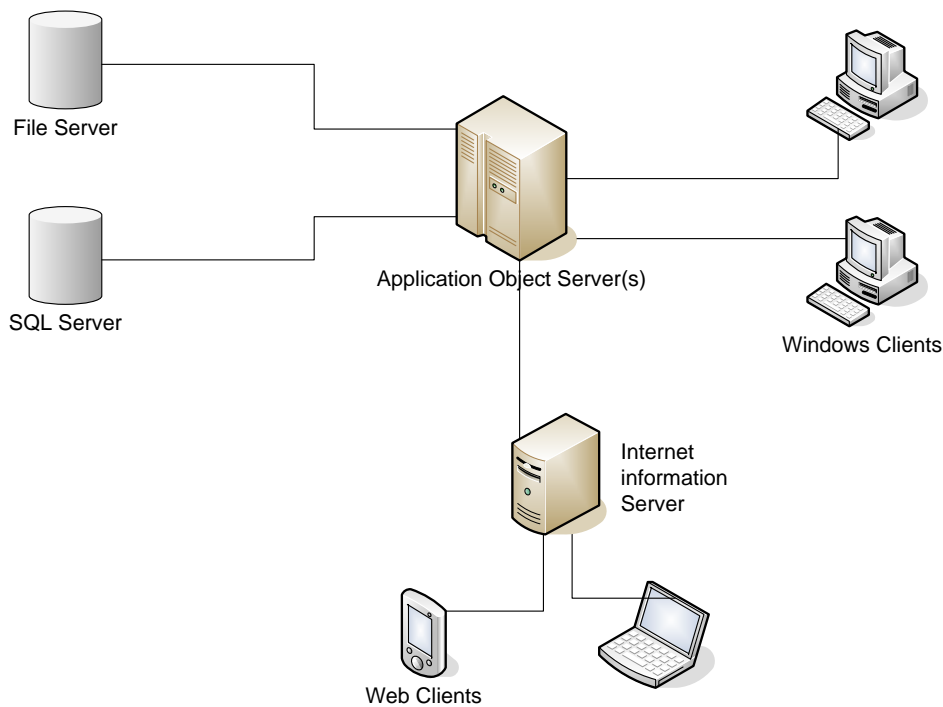 File Server
SQL Server
Application Object Server(s)
Windows Clients
Internet
information
Server
Web Clients